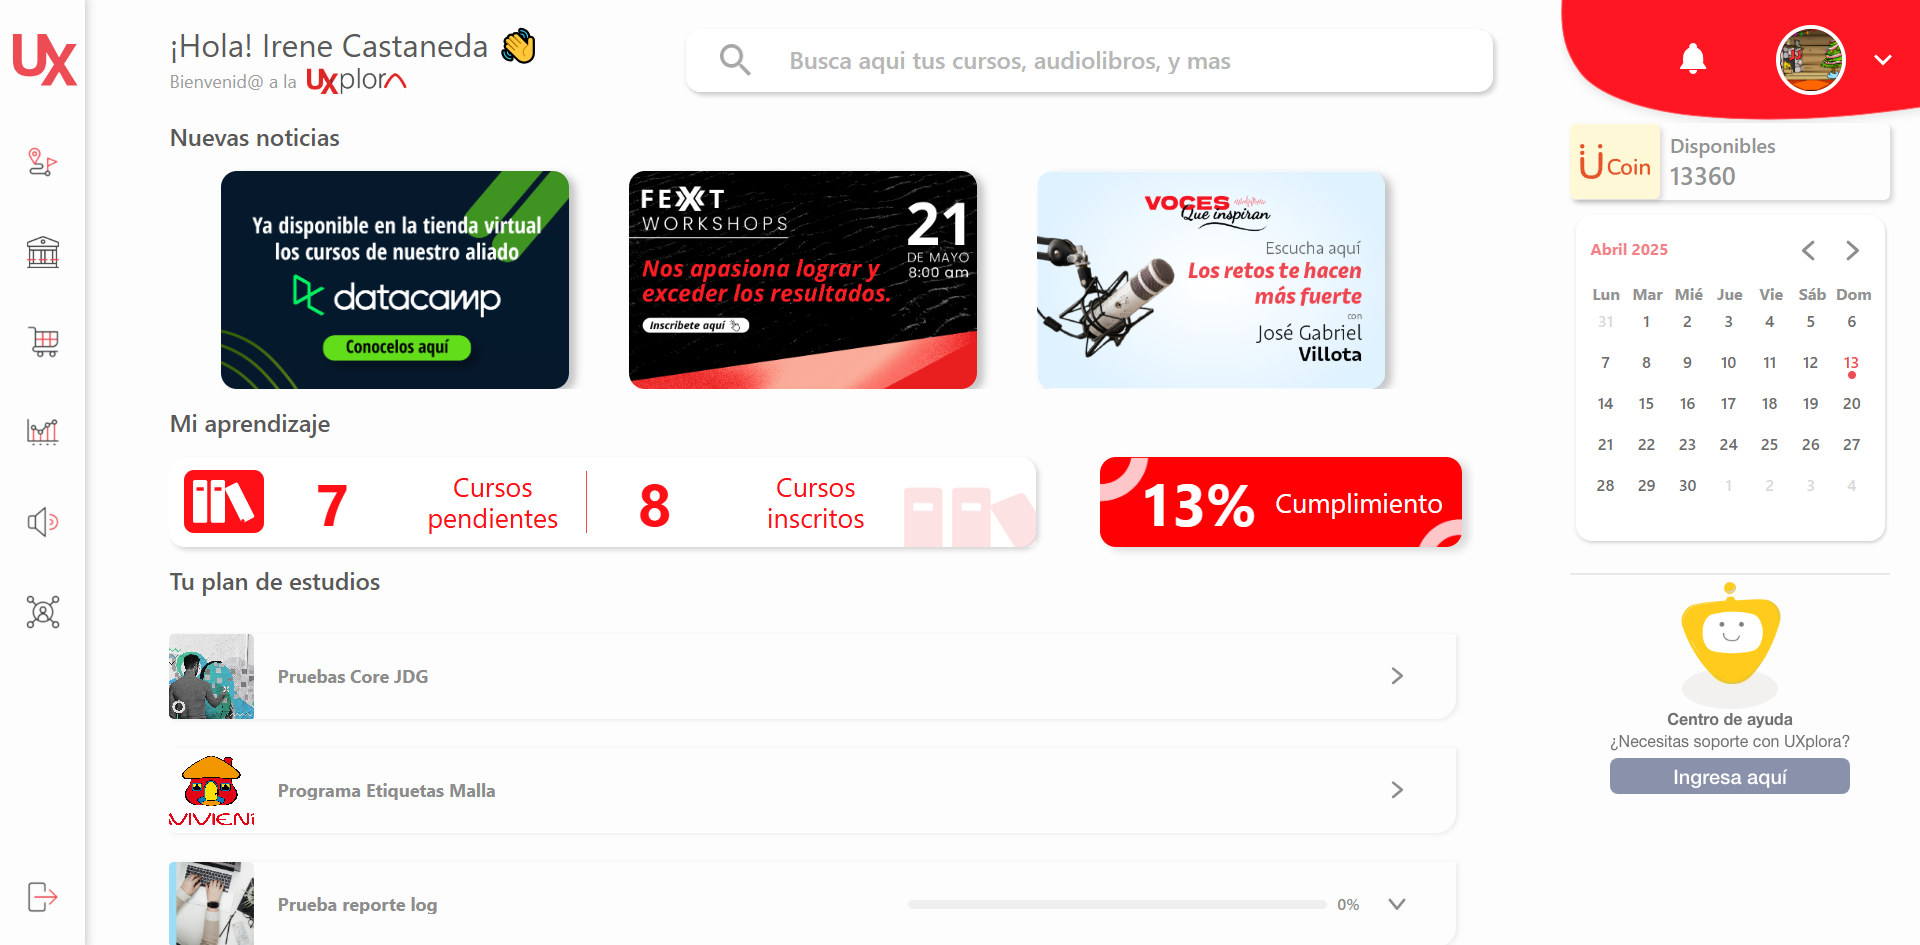 UX
¡Hola! Irene Castaneda
Bienvenid@ a la UXplora
Busca aqui tus cursos, audiolibros, y mas
Nuevas noticias
Ya disponible en la tienda virtual
los cursos de nuestro aliado
datacamp
Conocelos aquí
FEXXT
WORKSHOPS
21
DE MAYO
8:00 am
Nos apasiona lograr y
exceder los resultados.
Inscribete aquí
VOCES
Que inspiran
Escucha aquí
Los retos te hacen
más fuerte
con
José Gabriel
Villota
Mi aprendizaje
7 Cursos
pendientes
8 Cursos
inscritos
13% Cumplimiento
Tu plan de estudios
Pruebas Core JDG
Programa Etiquetas Malla
Prueba reporte log
0%
Ü Coin
Disponibles
13360
Abril 2025
Lun Mar Mié Jue Vie Sáb Dom
31 1 2 3 4 5 6
7 8 9 10 11 12 13
14 15 16 17 18 19 20
21 22 23 24 25 26 27
28 29 30 1 2 3 4
Centro de ayuda
¿Necesitas soporte con UXplora?
Ingresa aquí